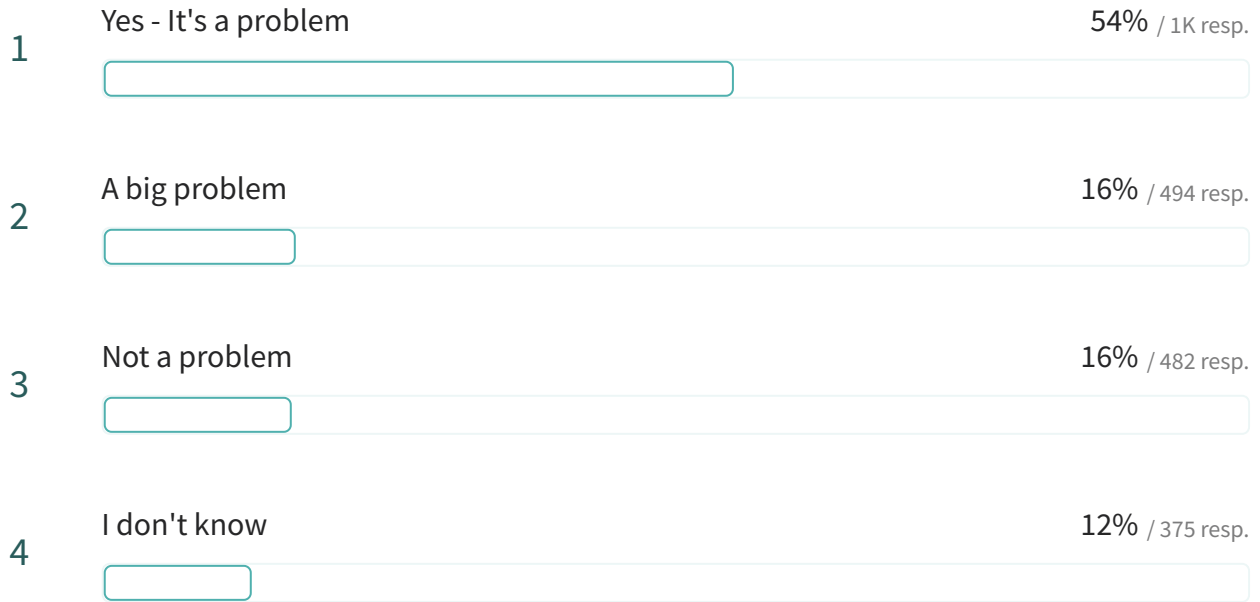 1
Yes - It's a problem
54% / 1K resp.
2
A big problem
16% / 494 resp.
3
Not a problem
16% / 482 resp.
4
I don't know
12% / 375 resp.